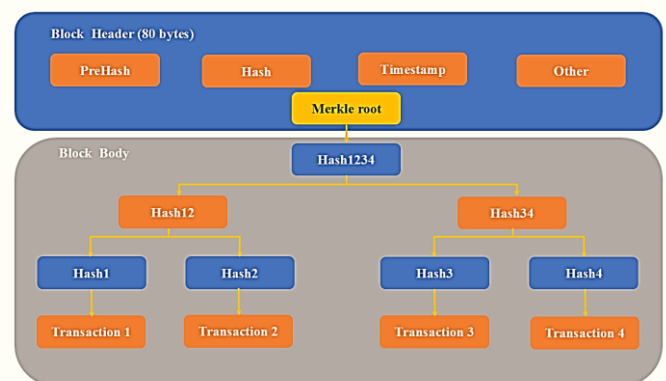 Block Header (80 bytes)
PreHash
Hash
Timestamp
Other
Merkle root
Block Body
Hash1234
Hash12
Hash34
Hash1
Hash2
Hash3
Hash4
Transaction 1
Transaction 2
Transaction 3
Transaction 4